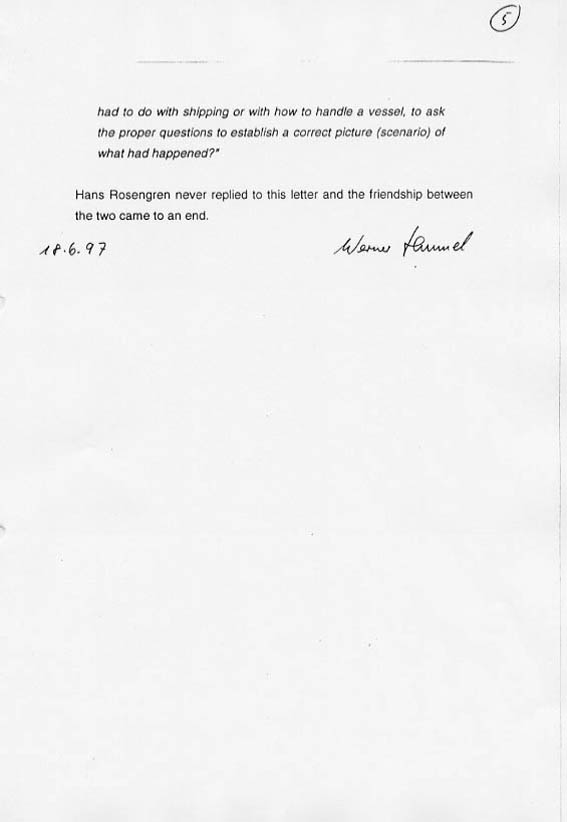 5
had to do with shipping or with how to handle a vessel, to ask
the proper questions to establish a correct picture (scenario) of
what had happened?"
Hans Rosengren never replied to this letter and the friendship between
the two came to an end.
18.6.97 Werner Hummel